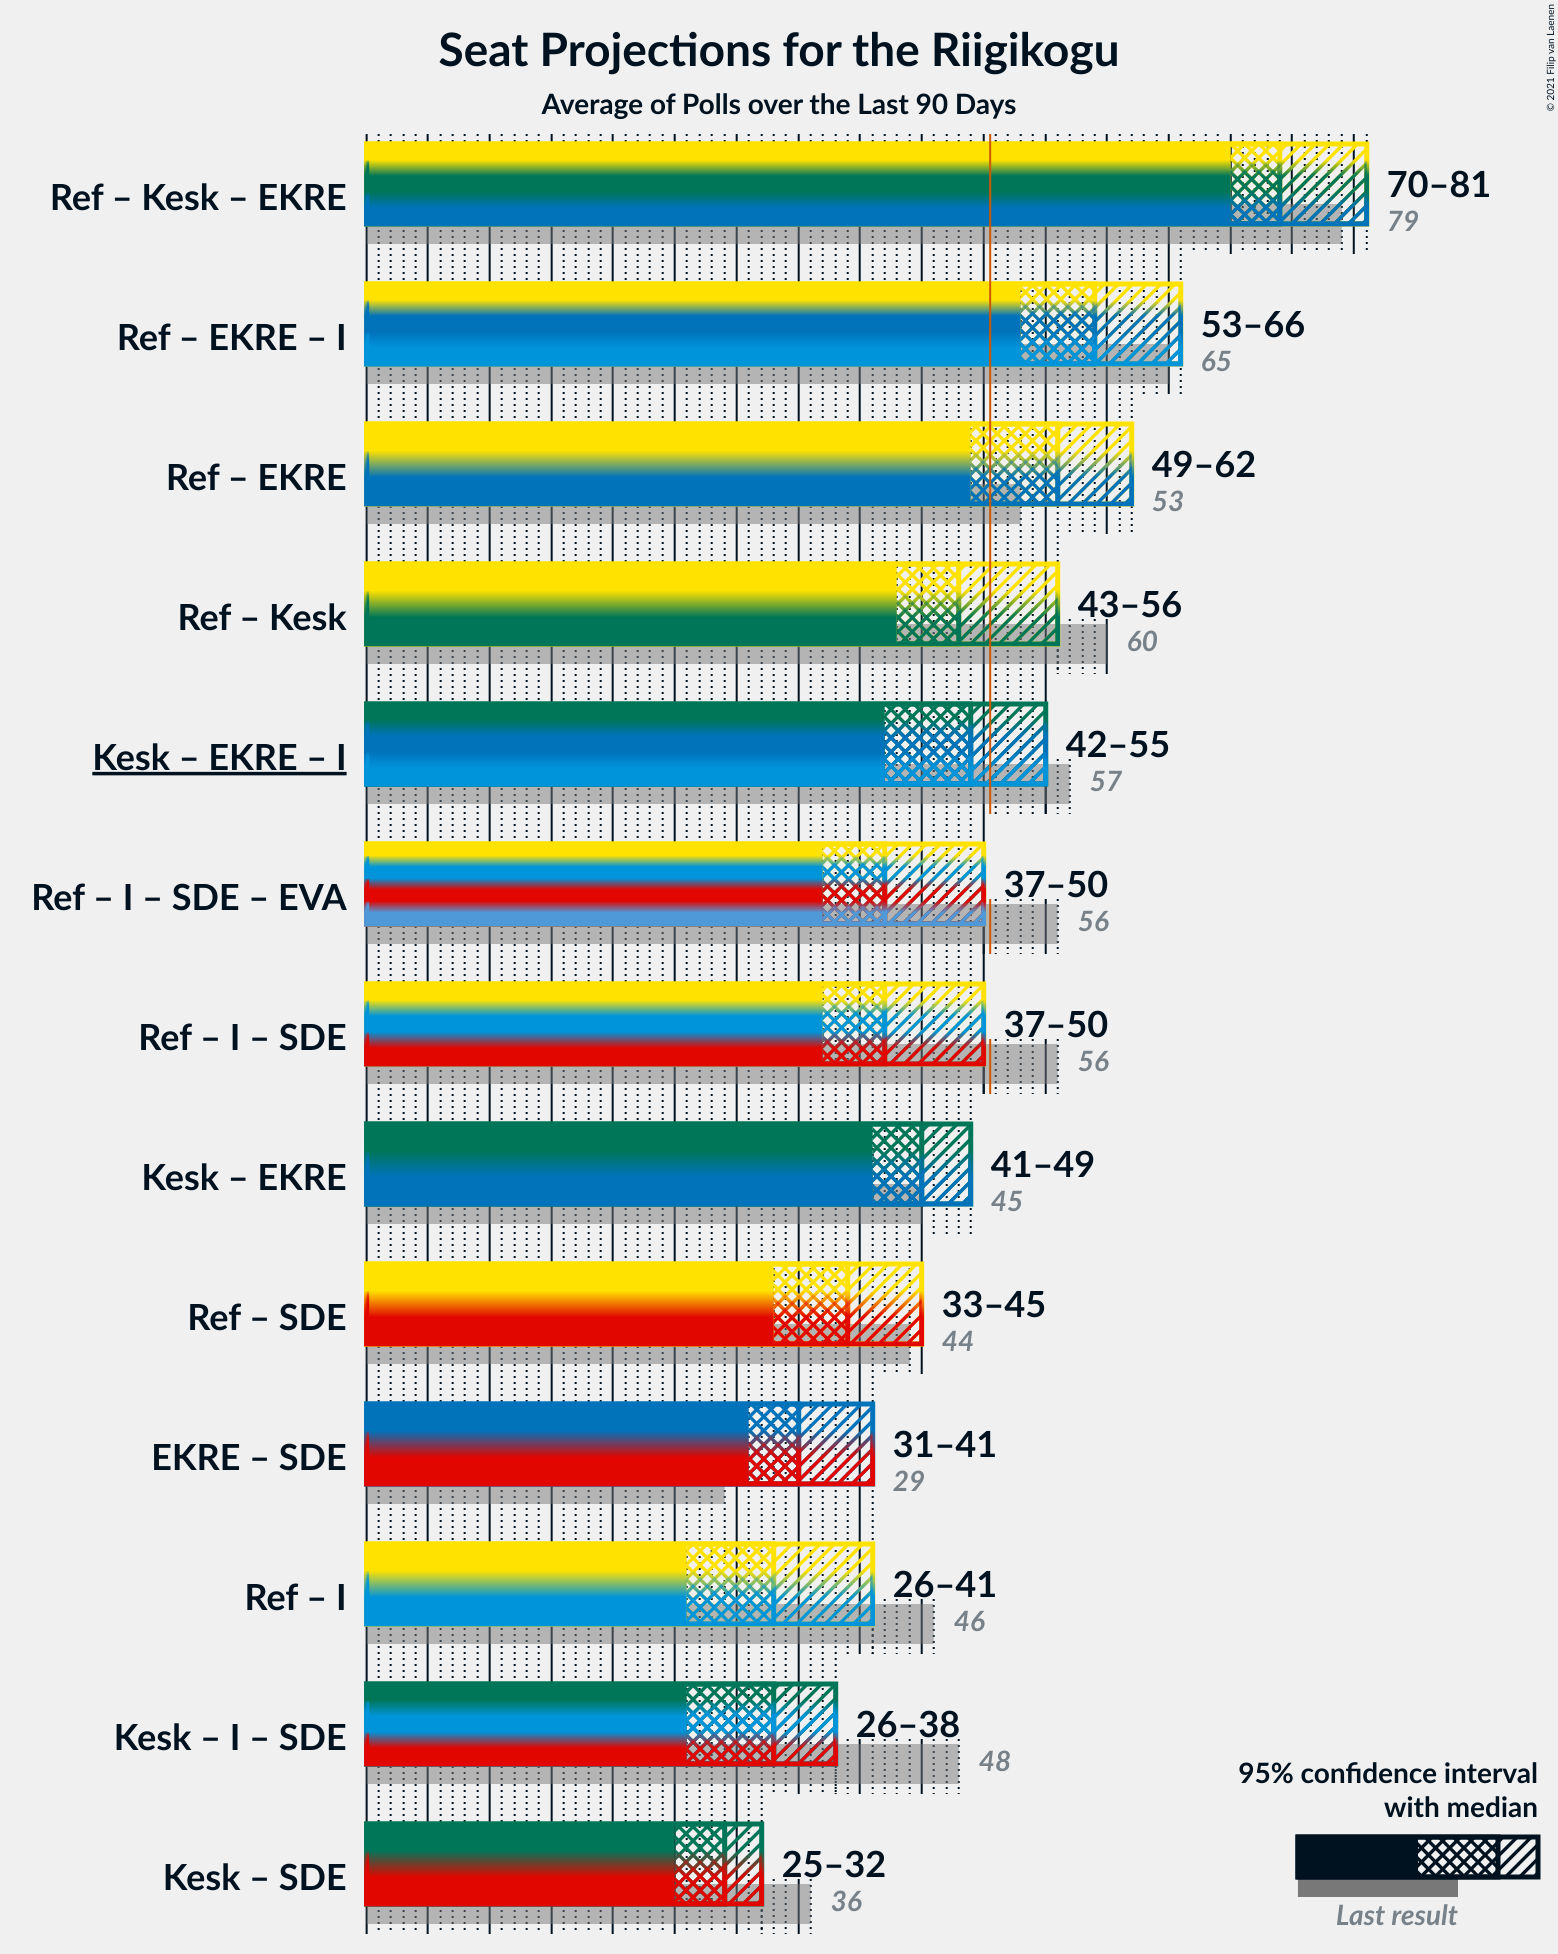 Seat Projections for the Riigikogu
Average of Polls over the Last 90 Days
© 2021 Filip van Laenen
Ref – Kesk – EKRE
70–81
79
Ref – EKRE – I
53–66
65
Ref – EKRE
49–62
53
Ref – Kesk
43–56
60
Kesk – EKRE – I
42–55
57
Ref – I – SDE – EVA
37–50
56
Ref – I – SDE
37–50
56
Kesk – EKRE
41–49
45
Ref – SDE
33–45
44
EKRE – SDE
31–41
29
Ref – I
26–41
46
Kesk – I – SDE
26–38
48
Kesk – SDE
25–32
36
95% confidence interval
with median
Last result